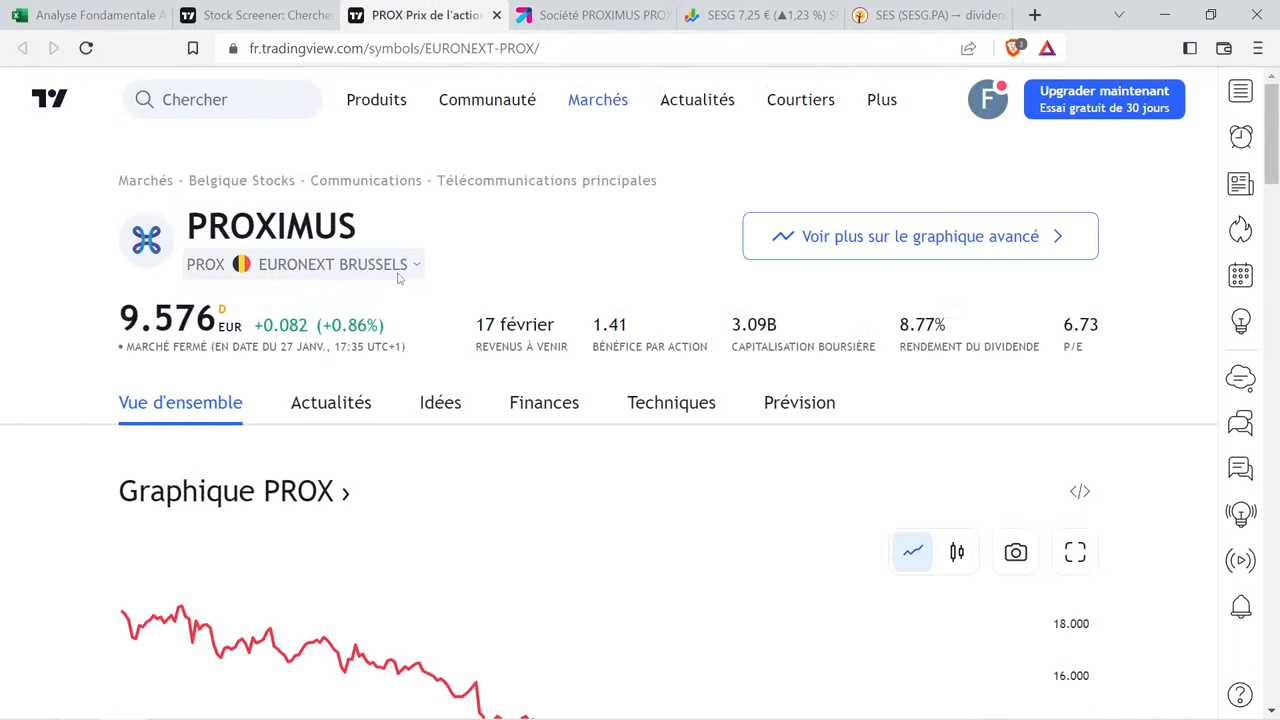 Analyse Fondamentale A
Stock Screener: Chercher
PROX Prix de l'action
Société PROXIMUS PROX
SESG 7,25 € (▲1,23 %) S
SES (SESG.PA) → dividen
fr.tradingview.com/symbols/EURONEXT-PROX/
3
Chercher
Produits
Communauté
Marchés
Actualités
Courtiers
Plus
F
Upgrader maintenant
Essai gratuit de 30 jours
Marchés · Belgique Stocks · Communications · Télécommunications principales
PROXIMUS
PROX EURONEXT BRUSSELS
Voir plus sur le graphique avancé
9.576 D EUR +0.082 (+0.86%)
• MARCHÉ FERMÉ (EN DATE DU 27 JANV., 17:35 UTC+1)
17 février
REVENUS À VENIR
1.41
BÉNÉFICE PAR ACTION
3.09B
CAPITALISATION BOURSIÈRE
8.77%
RENDEMENT DU DIVIDENDE
6.73
P/E
Vue d'ensemble
Actualités
Idées
Finances
Techniques
Prévision
Graphique PROX ›
18.000
16.000